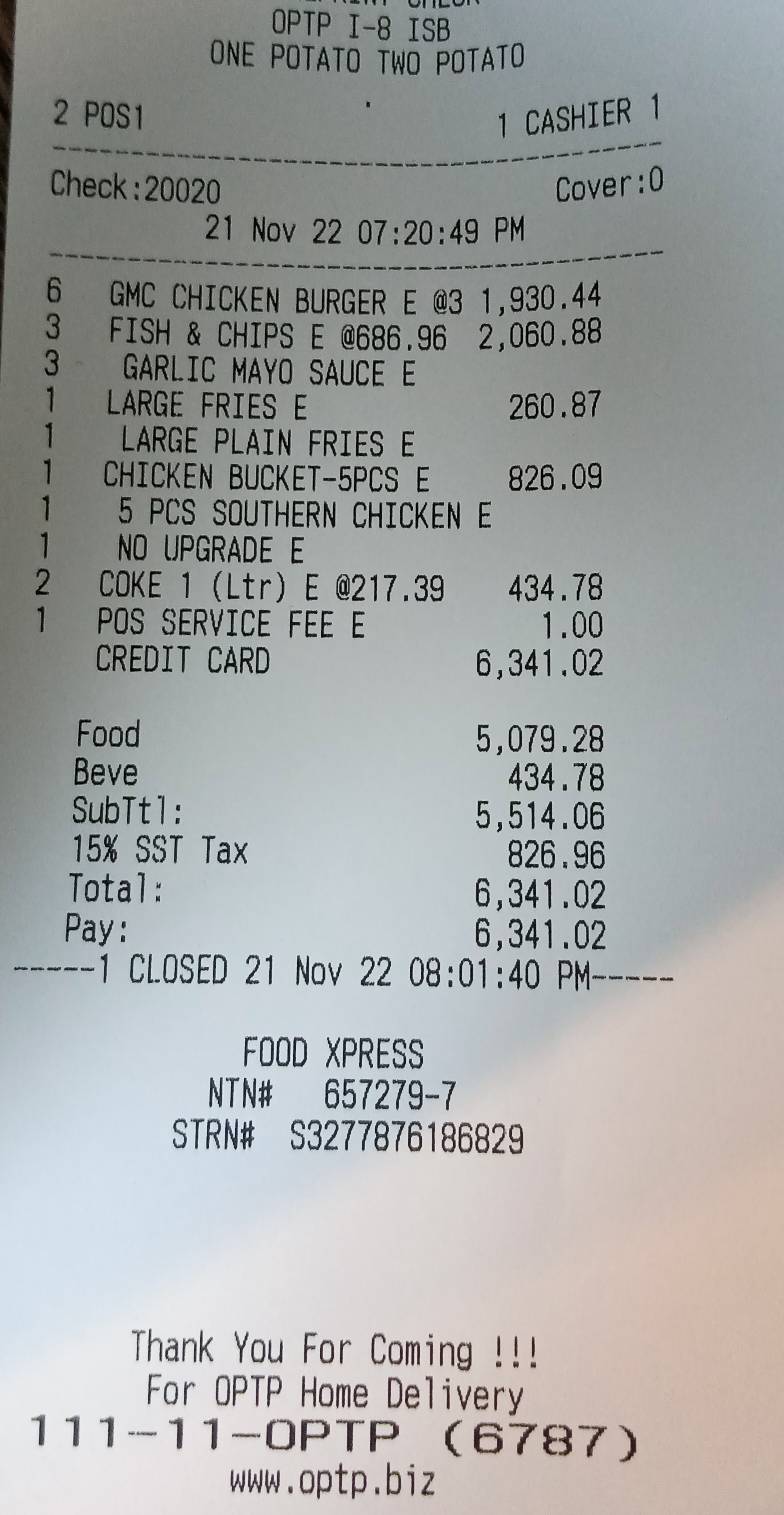 OPTP I-8 ISB
ONE POTATO TWO POTATO
2 POS1 1 CASHIER 1
Check:20020 Cover:0
21 Nov 22 07:20:49 PM
6 GMC CHICKEN BURGER E @3 1,930.44
3 FISH & CHIPS E @686.96 2,060.88
3 GARLIC MAYO SAUCE E
1 LARGE FRIES E 260.87
1 LARGE PLAIN FRIES E
1 CHICKEN BUCKET-5PCS E 826.09
1 5 PCS SOUTHERN CHICKEN E
1 NO UPGRADE E
2 COKE 1 (Ltr) E @217.39 434.78
1 POS SERVICE FEE E 1.00
CREDIT CARD 6,341.02
Food 5,079.28
Beve 434.78
SubTtl: 5,514.06
15% SST Tax 826.96
Total: 6,341.02
Pay: 6,341.02
-----1 CLOSED 21 Nov 22 08:01:40 PM-----
FOOD XPRESS
NTN# 657279-7
STRN# S3277876186829
Thank You For Coming !!!
For OPTP Home Delivery
111-11-OPTP (6787)
www.optp.biz